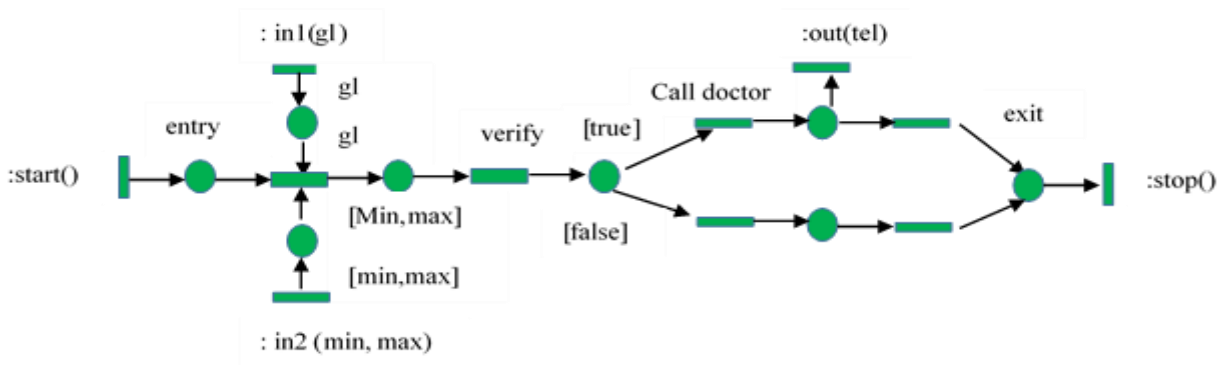 : in1(gl)
:out(tel)
gl
Call doctor
entry
gl
verify
[true]
exit
:start()
:stop()
[Min,max]
[false]
[min,max]
: in2 (min, max)